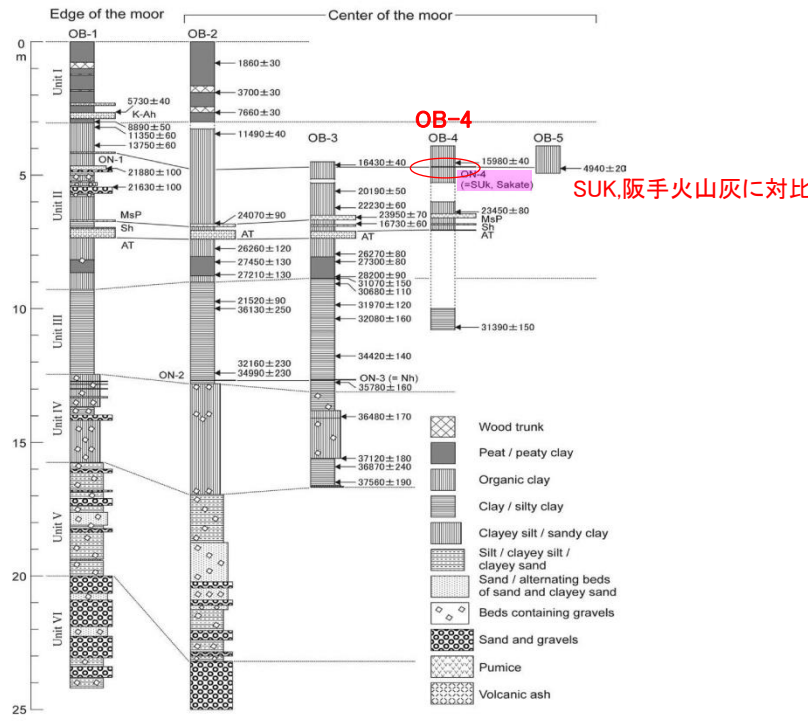 Edge of the moor
Center of the moor
OB-1
OB-2
OB-3
OB-4
OB-4
OB-5
0
m
5
10
15
20
25
Unit I
Unit II
Unit III
Unit IV
Unit V
Unit VI
5730±40
K-Ah
8890±50
11350±60
13750±60
ON-1
21880±100
21630±100
MsP
Sh
AT
1860±30
3700±30
7660±30
11490±40
24070±90
AT
26260±120
27450±130
27210±130
21520±90
36130±250
32160±230
34990±230
ON-2
16430±40
20190±50
22230±60
23950±70
16730±60
AT
26270±80
27300±80
28200±90
31070±150
30680±110
31970±120
32080±160
34420±140
ON-3 (= Nh)
35780±160
36480±170
37120±180
36870±240
37560±190
15980±40
ON-4
(=SUk, Sakate)
23450±80
MsP
Sh
AT
31390±150
4940±20
SUK,阪手火山灰に対比
Wood trunk
Peat / peaty clay
Organic clay
Clay / silty clay
Clayey silt / sandy clay
Silt / clayey silt /
clayey sand
Sand / alternating beds
of sand and clayey sand
Beds containing gravels
Sand and gravels
Pumice
Volcanic ash